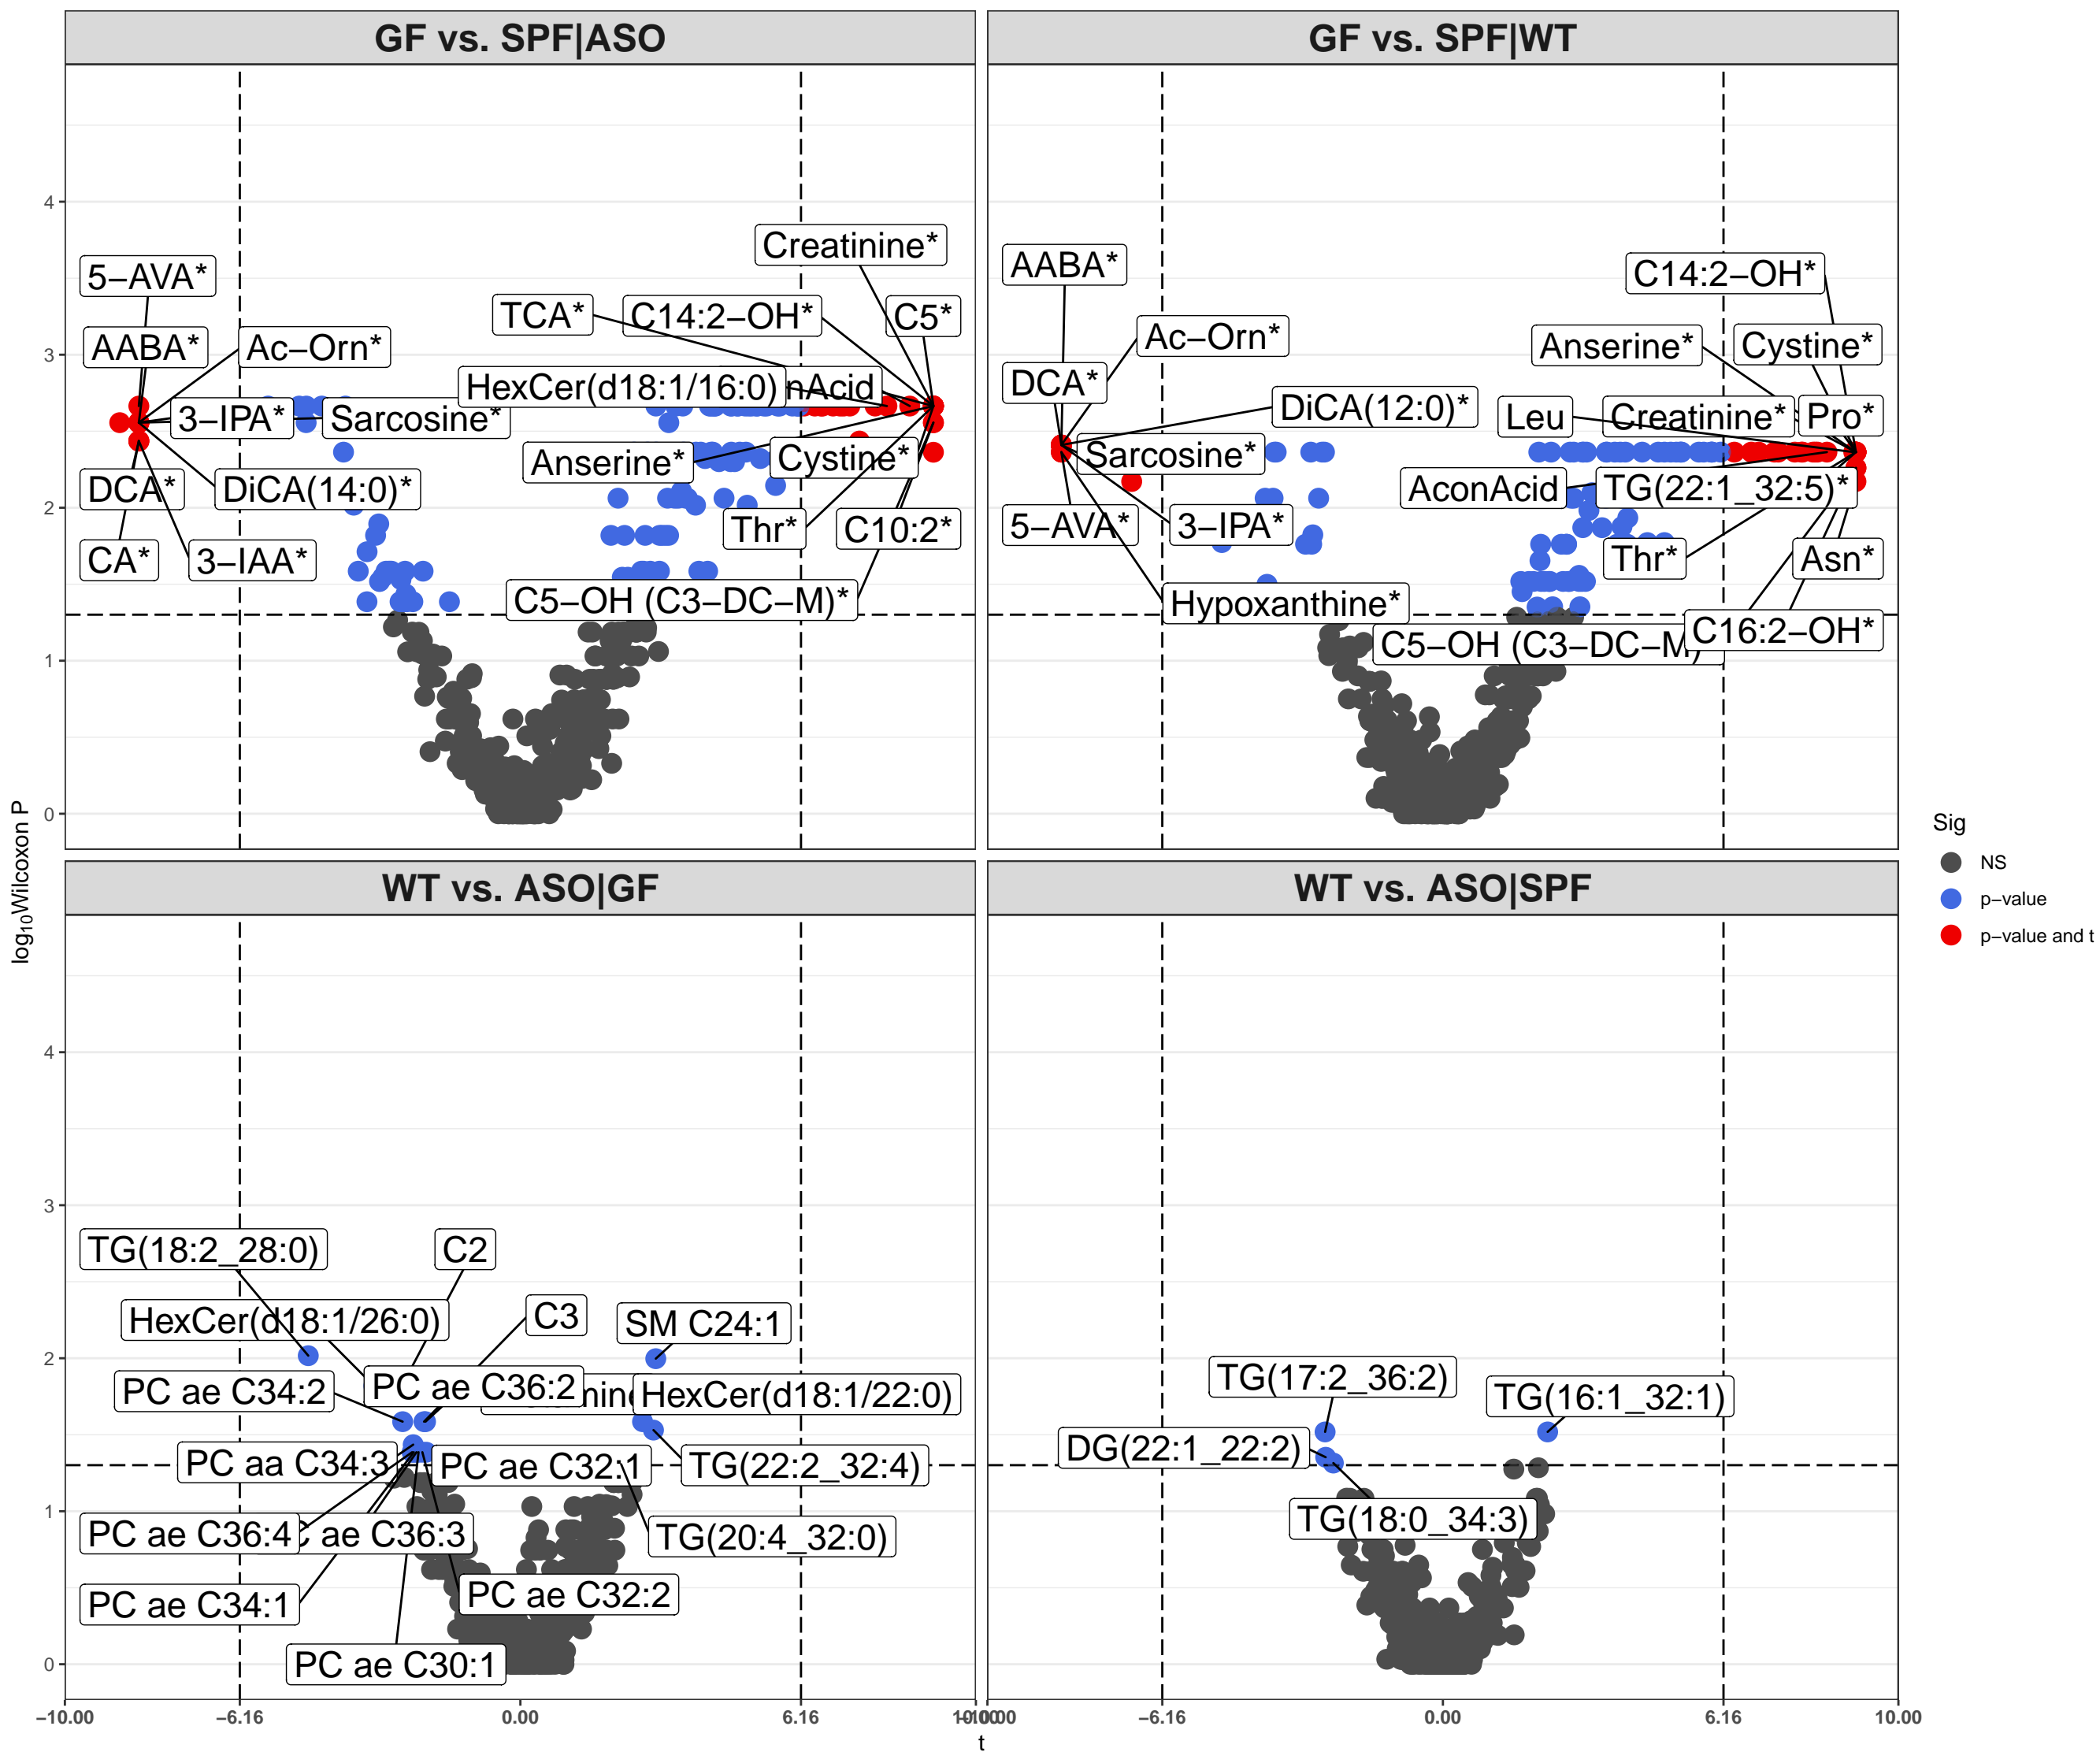 GF vs. SPF|ASO
GF vs. SPF|WT
4
3
2
1
0
Creatinine*
5−AVA*
TCA*
C14:2−OH*
C5*
AABA*
Ac−Orn*
HexCer(d18:1/16:0)
nAcid
3−IPA*
Sarcosine*
Anserine*
Cystine*
DCA*
DiCA(14:0)*
Thr*
C10:2*
CA*
3−IAA*
C5−OH (C3−DC−M)*
AABA*
C14:2−OH*
Ac−Orn*
Anserine*
Cystine*
DCA*
DiCA(12:0)*
Leu
Creatinine*
Pro*
Sarcosine*
AconAcid
TG(22:1_32:5)*
5−AVA*
3−IPA*
Thr*
Asn*
Hypoxanthine*
C5−OH (C3−DC−M)
C16:2−OH*
WT vs. ASO|GF
WT vs. ASO|SPF
4
3
2
1
0
TG(18:2_28:0)
C2
HexCer(d18:1/26:0)
C3
SM C24:1
PC ae C34:2
PC ae C36:2
mine
HexCer(d18:1/22:0)
PC aa C34:3
PC ae C32:1
TG(22:2_32:4)
PC ae C36:4
ae C36:3
TG(20:4_32:0)
PC ae C34:1
PC ae C32:2
PC ae C30:1
TG(17:2_36:2)
TG(16:1_32:1)
DG(22:1_22:2)
TG(18:0_34:3)
−10.00
−6.16
0.00
6.16
10.00
−10.00
−6.16
0.00
6.16
10.00
t
log10Wilcoxon P
Sig
NS
p−value
p−value and t